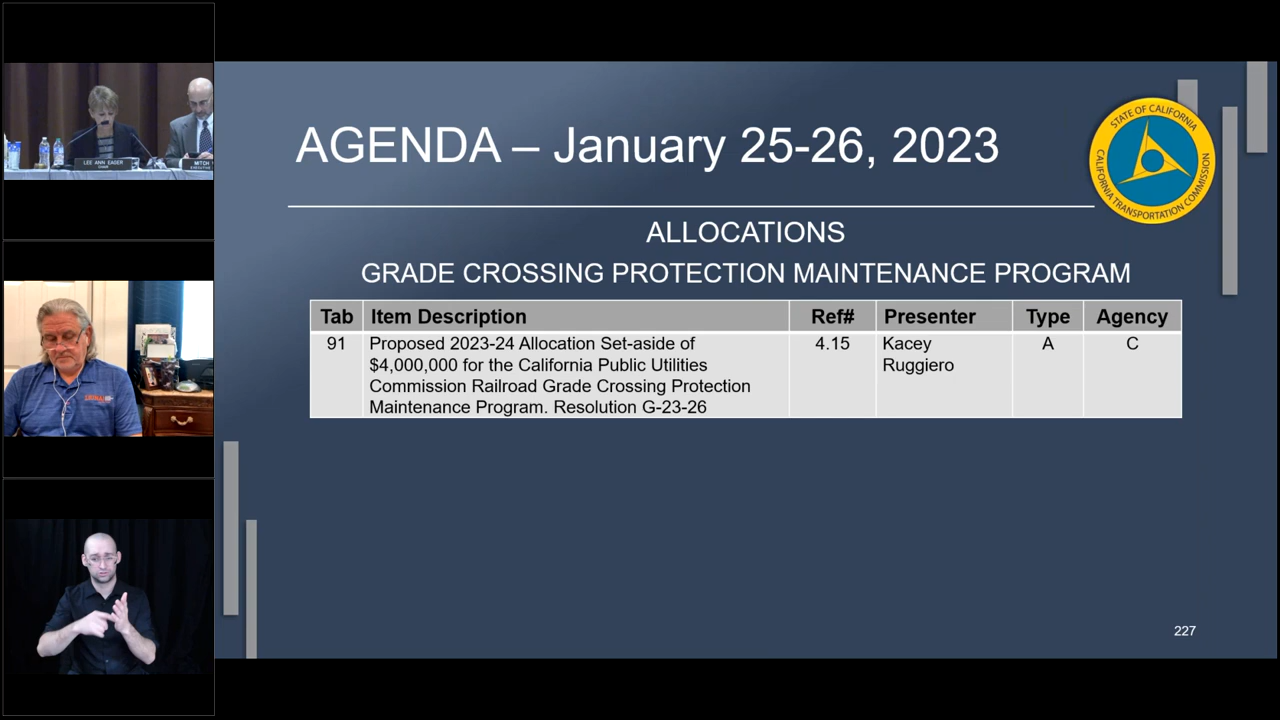 AGENDA – January 25-26, 2023
STATE OF CALIFORNIA
CALIFORNIA TRANSPORTATION COMMISSION
ALLOCATIONS
GRADE CROSSING PROTECTION MAINTENANCE PROGRAM
Tab Item Description Ref# Presenter Type Agency
91 Proposed 2023-24 Allocation Set-aside of 4.15 Kacey A C
$4,000,000 for the California Public Utilities Ruggiero
Commission Railroad Grade Crossing Protection
Maintenance Program. Resolution G-23-26
227
LEE ANN EAGER
CHAIR
MITCH